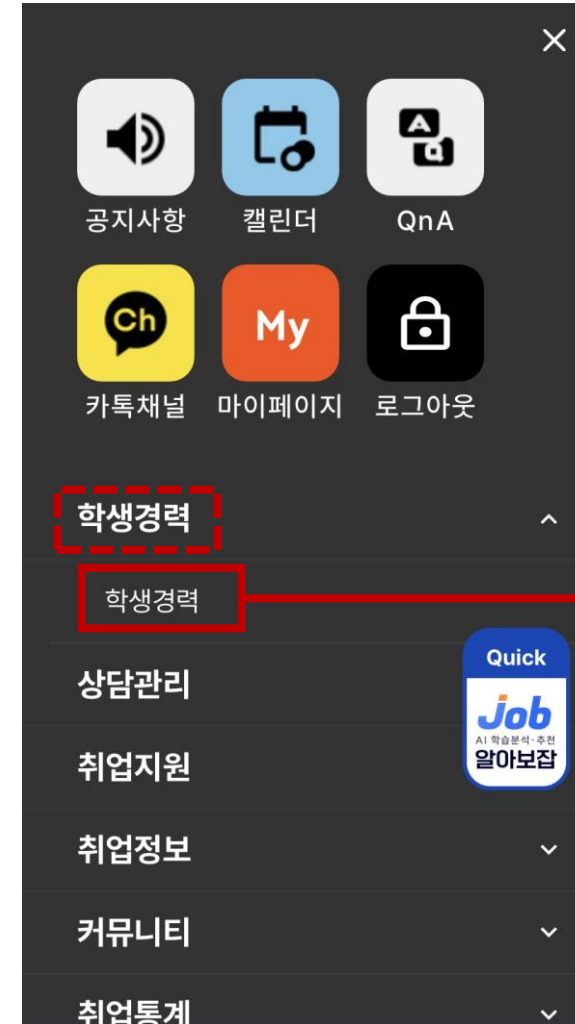 공지사항
캘린더
QnA
Ch
My
카톡채널
마이페이지
로그아웃
학생경력
학생경력
상담관리
Quick
Job
AI 학습분석·추천
알아보잡
취업지원
취업정보
커뮤니티
취업통계